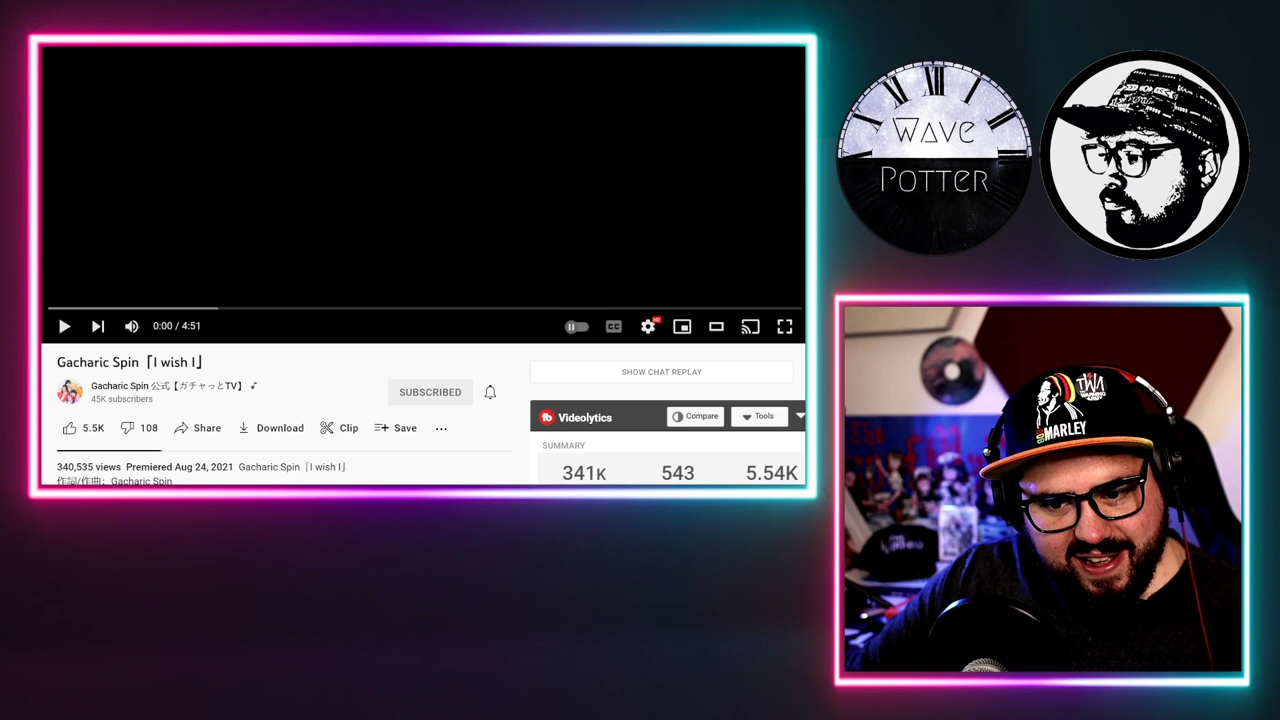 0:00 / 4:51
CC
HD
Gacharic Spin「I wish I」
Gacharic Spin 公式【ガチャっとTV】
45K subscribers
SUBSCRIBED
5.5K
108
Share
Download
Clip
Save
340,535 views Premiered Aug 24, 2021 Gacharic Spin「I wish I」
作詞/作曲: Gacharic Spin
SHOW CHAT REPLAY
Videolytics
Compare
Tools
SUMMARY
341K
543
5.54K
WAVE
POTTER
TWA
MARLEY